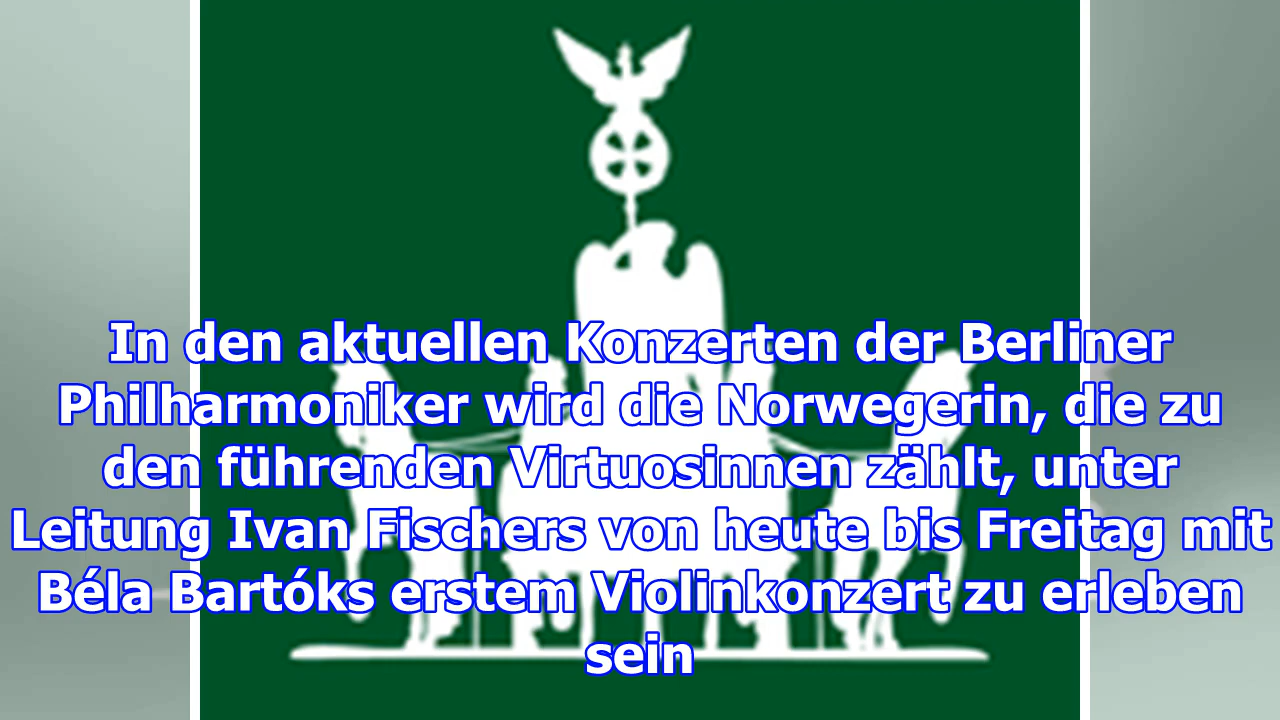 In den aktuellen Konzerten der Berliner
Philharmoniker wird die Norwegerin, die zu
den führenden Virtuosinnen zählt, unter
Leitung Ivan Fischers von heute bis Freitag mit
Béla Bartóks erstem Violinkonzert zu erleben
sein